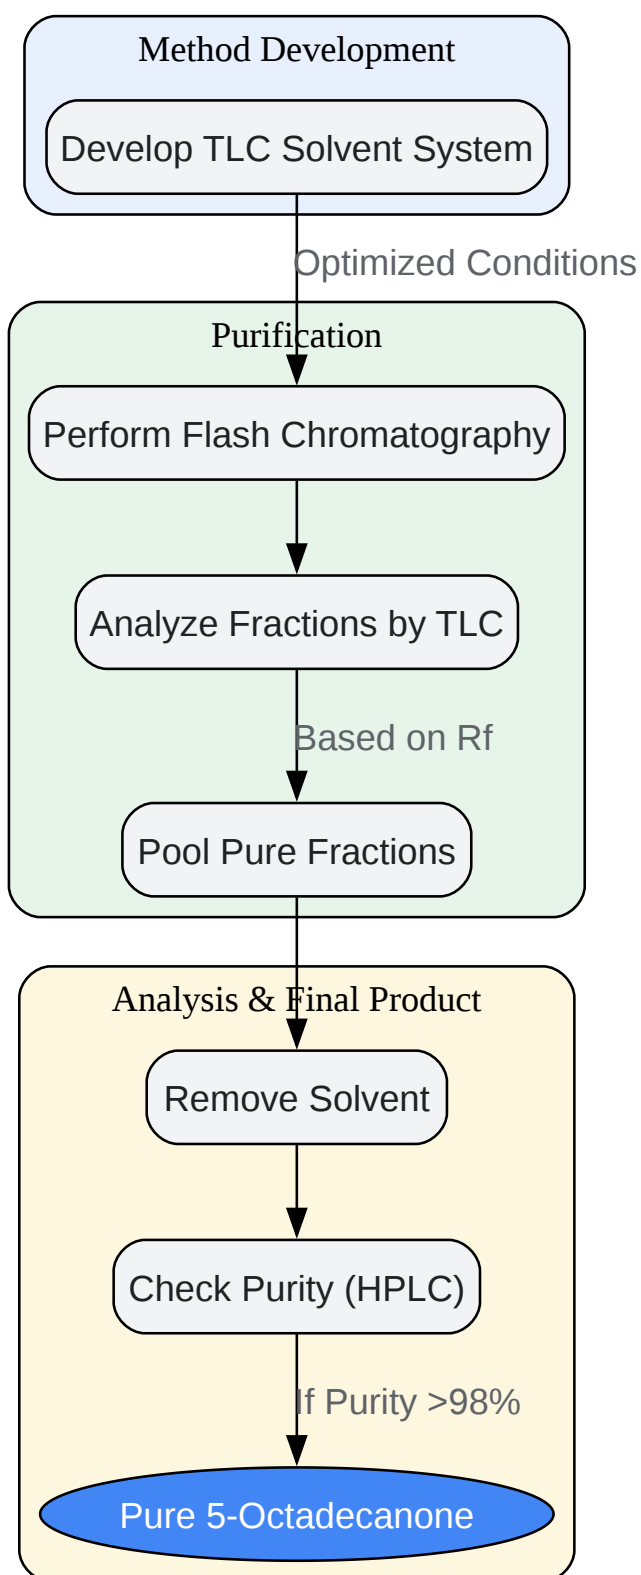 Method Development
Develop TLC Solvent System
Optimized Conditions
Purification
Perform Flash Chromatography
Analyze Fractions by TLC
Based on Rf
Pool Pure Fractions
Analysis & Final Product
Remove Solvent
Check Purity (HPLC)
If Purity >98%
Pure 5-Octadecanone